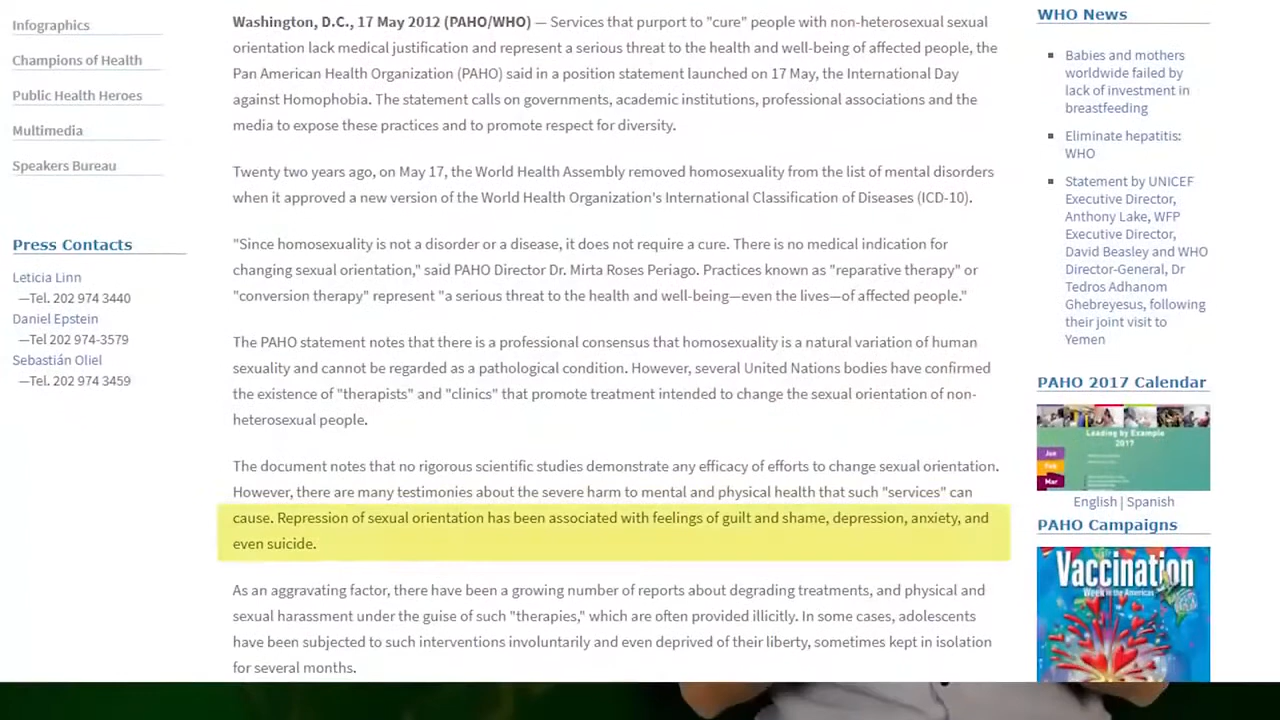 Infographics
Champions of Health
Public Health Heroes
Multimedia
Speakers Bureau
Press Contacts
Leticia Linn
—Tel. 202 974 3440
Daniel Epstein
—Tel 202 974-3579
Sebastián Oliel
—Tel. 202 974 3459
Washington, D.C., 17 May 2012 (PAHO/WHO) — Services that purport to "cure" people with non-heterosexual sexual
orientation lack medical justification and represent a serious threat to the health and well-being of affected people, the
Pan American Health Organization (PAHO) said in a position statement launched on 17 May, the International Day
against Homophobia. The statement calls on governments, academic institutions, professional associations and the
media to expose these practices and to promote respect for diversity.
Twenty two years ago, on May 17, the World Health Assembly removed homosexuality from the list of mental disorders
when it approved a new version of the World Health Organization's International Classification of Diseases (ICD-10).
"Since homosexuality is not a disorder or a disease, it does not require a cure. There is no medical indication for
changing sexual orientation," said PAHO Director Dr. Mirta Roses Periago. Practices known as "reparative therapy" or
"conversion therapy" represent "a serious threat to the health and well-being—even the lives—of affected people."
The PAHO statement notes that there is a professional consensus that homosexuality is a natural variation of human
sexuality and cannot be regarded as a pathological condition. However, several United Nations bodies have confirmed
the existence of "therapists" and "clinics" that promote treatment intended to change the sexual orientation of non-
heterosexual people.
The document notes that no rigorous scientific studies demonstrate any efficacy of efforts to change sexual orientation.
However, there are many testimonies about the severe harm to mental and physical health that such "services" can
cause. Repression of sexual orientation has been associated with feelings of guilt and shame, depression, anxiety, and
even suicide.
As an aggravating factor, there have been a growing number of reports about degrading treatments, and physical and
sexual harassment under the guise of such "therapies," which are often provided illicitly. In some cases, adolescents
have been subjected to such interventions involuntarily and even deprived of their liberty, sometimes kept in isolation
for several months.
WHO News
Babies and mothers
worldwide failed by
lack of investment in
breastfeeding
Eliminate hepatitis:
WHO
Statement by UNICEF
Executive Director,
Anthony Lake, WFP
Executive Director,
David Beasley and WHO
Director-General, Dr
Tedros Adhanom
Ghebreyesus, following
their joint visit to
Yemen
PAHO 2017 Calendar
Leading by Example
2017
Jan
Feb
Mar
English | Spanish
PAHO Campaigns
Vaccination
Week in the Americas